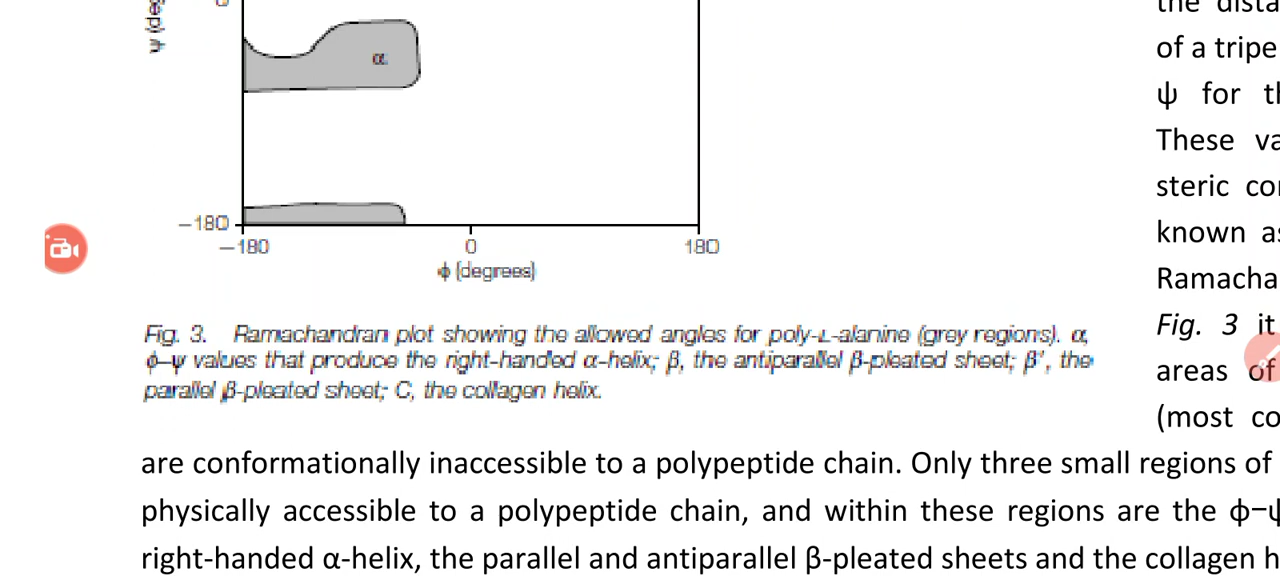 the dista
of a tripe
ψ for th
These va
steric cor
known as
Ramacha
Fig. 3 it
areas of
(most co
0
ψ (deg
α
−180
−180 0 180
ϕ (degrees)
Fig. 3. Ramachandran plot showing the allowed angles for poly-L-alanine (grey regions). α,
ϕ–ψ values that produce the right-handed α-helix; β, the antiparallel β-pleated sheet; β′, the
parallel β-pleated sheet; C, the collagen helix.
are conformationally inaccessible to a polypeptide chain. Only three small regions of
physically accessible to a polypeptide chain, and within these regions are the ϕ–ψ
right-handed α-helix, the parallel and antiparallel β-pleated sheets and the collagen h